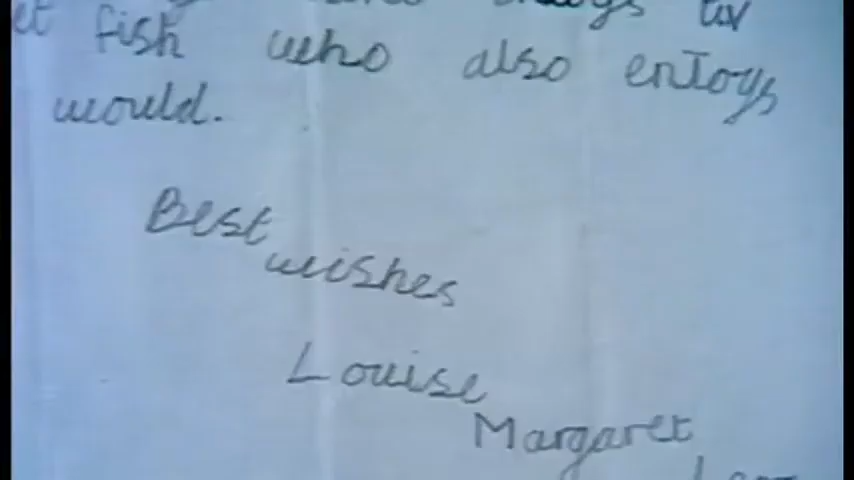 fish who also enjoys
would.
Best
wishes
Louise
Margaret